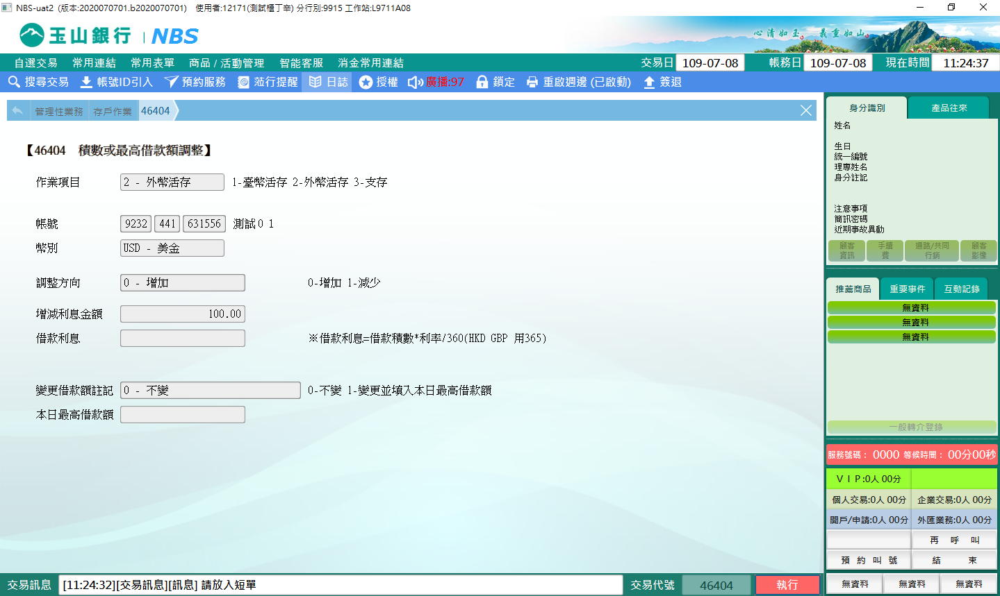 NBS-uat2 (版本:2020070701.b2020070701) 使用者:12171(測試櫃丁辛) 分行別:9915 工作站:L9711A08
玉山銀行 | NBS
心清如玉。義重如山。
自選交易 常用連結 常用表單 商品 / 活動管理 智能客服 消金常用連結 交易日 109-07-08 帳務日 109-07-08 現在時間 11:24:37
搜尋交易 帳號ID引入 預約服務 蒞行提醒 日誌 授權 廣播:97 鎖定 重啟週邊 (已啟動) 簽退
管理性業務 存戶作業 46404
【46404 積數或最高借款額調整】
作業項目 2 - 外幣活存 1-臺幣活存 2-外幣活存 3-支存
帳號 9232 441 631556 測試０１
幣別 USD - 美金
調整方向 0 - 增加 0-增加 1-減少
增減利息金額 100.00
借款利息 ※借款利息=借款積數*利率/360(HKD GBP 用365)
變更借款額註記 0 - 不變 0-不變 1-變更並填入本日最高借款額
本日最高借款額
交易訊息 [11:24:32][交易訊息][訊息] 請放入短單 交易代號 46404 執行
身分識別 產品往來
姓名
生日
統一編號
理專姓名
身分註記
注意事項
簡訊密碼
近期事故異動
顧客資訊 手續費 通路/共同行銷 顧客影像
推薦商品 重要事件 互動記錄
無資料
無資料
無資料
一般轉介登錄
服務號碼： 0000 等候時間： 00分00秒
ＶＩＰ:0人 00分
個人交易:0人 00分 企業交易:0人 00分
開戶/申請:0人 00分 外匯業務:0人 00分
再 呼 叫
預 約 叫 號 結 束
無資料 無資料 無資料